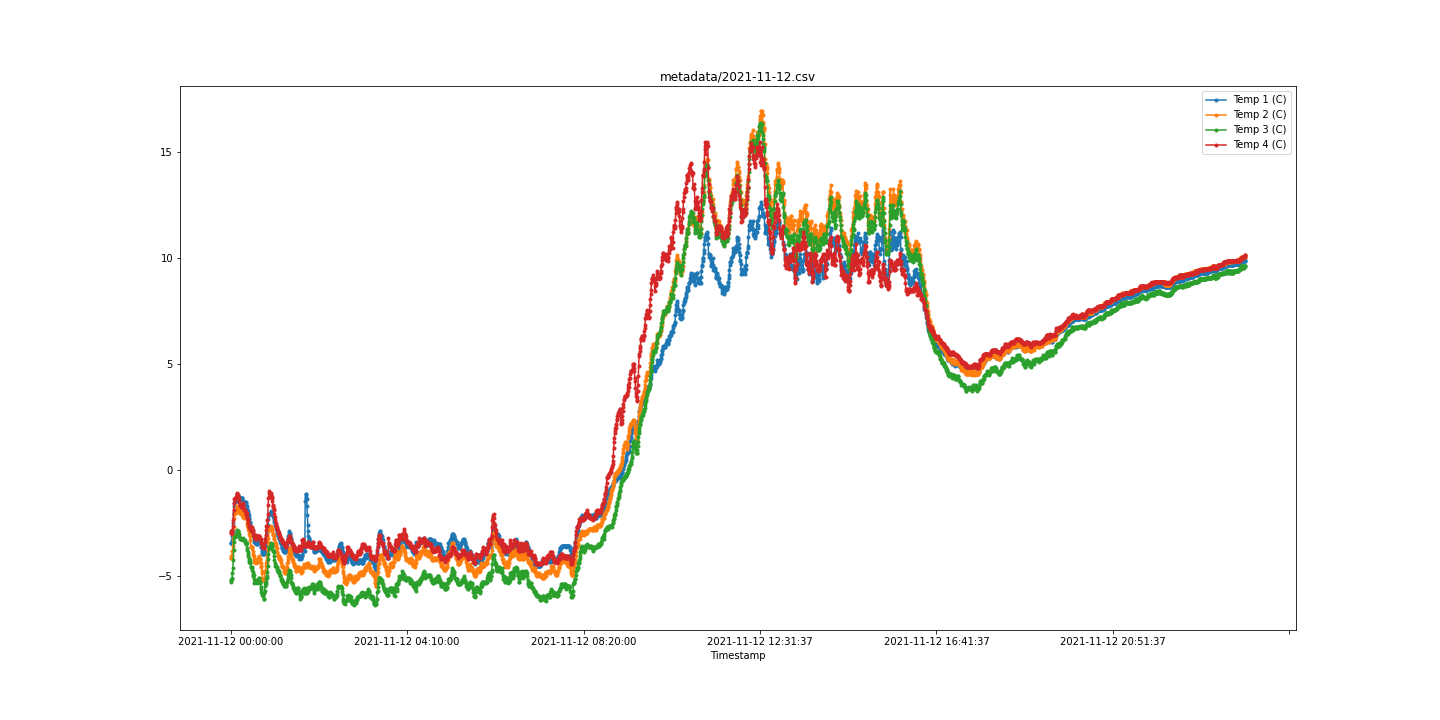 metadata/2021-11-12.csv
Temp 1 (C)
Temp 2 (C)
Temp 3 (C)
Temp 4 (C)
15
10
5
0
−5
2021-11-12 00:00:00
2021-11-12 04:10:00
2021-11-12 08:20:00
2021-11-12 12:31:37
2021-11-12 16:41:37
2021-11-12 20:51:37
Timestamp